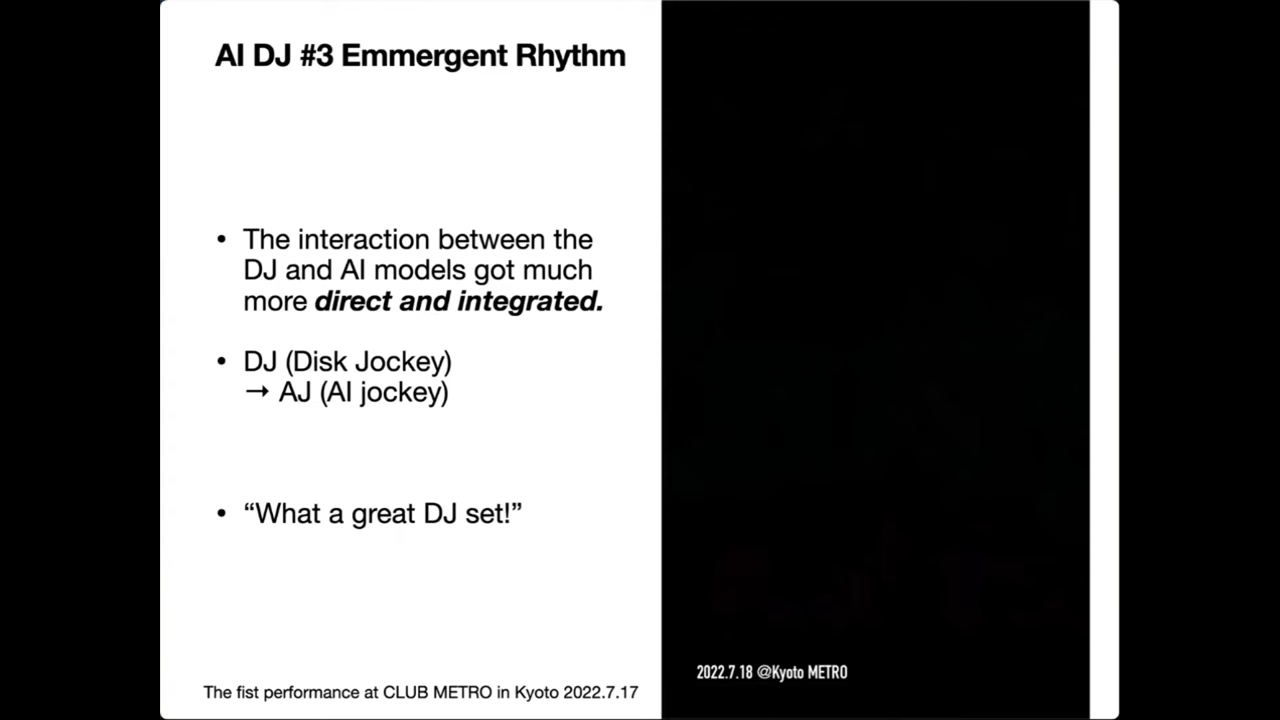 AI DJ #3 Emmergent Rhythm
• The interaction between the
DJ and AI models got much
more direct and integrated.
• DJ (Disk Jockey)
→ AJ (AI jockey)
• “What a great DJ set!”
The fist performance at CLUB METRO in Kyoto 2022.7.17
2022.7.18 @Kyoto METRO